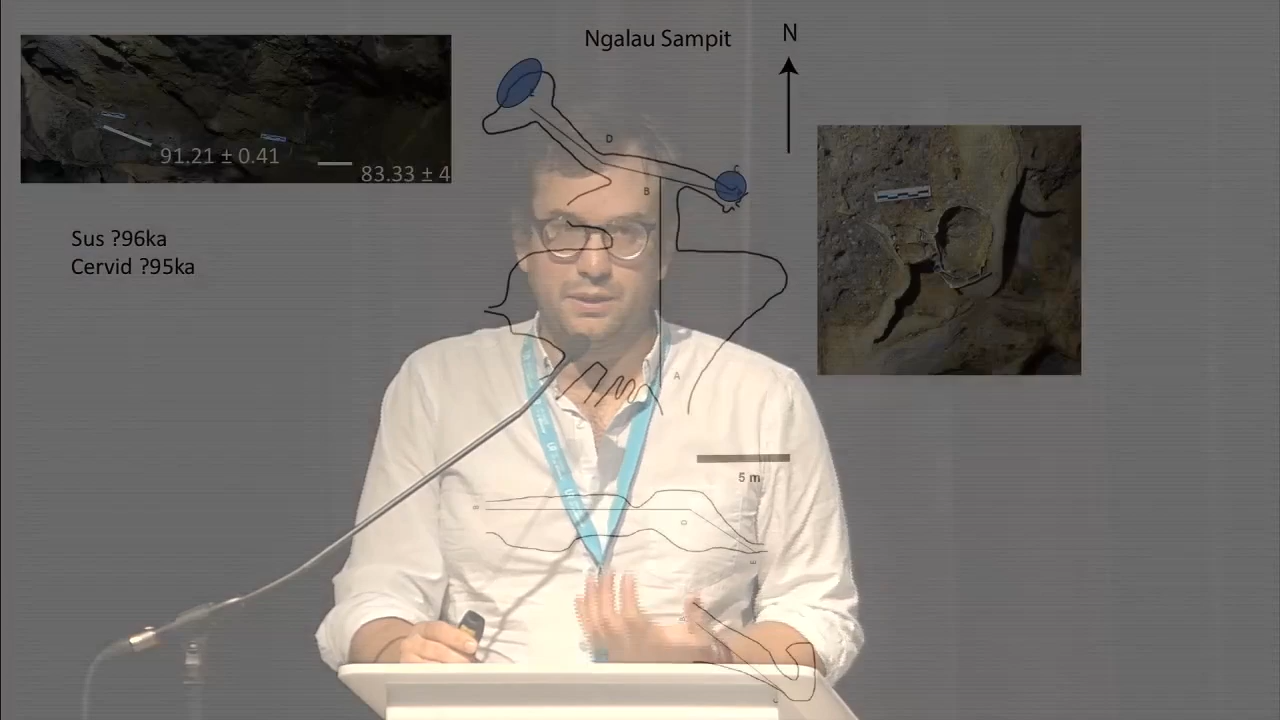 Ngalau Sampit
N
91.21 ± 0.41
83.33 ± 4
Sus ?96ka
Cervid ?95ka
D
B
A
5 m